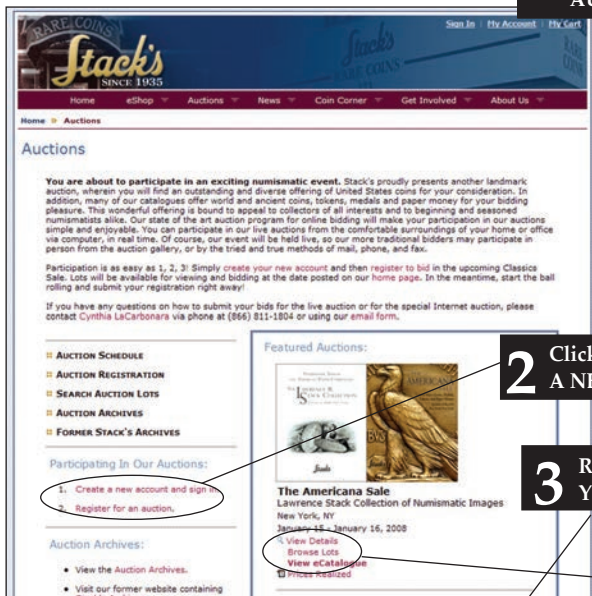 RARE COINS
Stack's
SINCE 1935
Stack's
RARE COINS
Sign In | My Account | My Cart
Home eShop Auctions News Coin Corner Get Involved About Us
Home Auctions
Auctions
You are about to participate in an exciting numismatic event. Stack's proudly presents another landmark
auction, wherein you will find an outstanding and diverse offering of United States coins for your consideration. In
addition, many of our catalogues offer world and ancient coins, tokens, medals and paper money for your bidding
pleasure. This wonderful offering is bound to appeal to collectors of all interests and to beginning and seasoned
numismatists alike. Our state of the art auction program for online bidding will make your participation in our auctions
simple and enjoyable. You can participate in our live auctions from the comfortable surroundings of your home or office
via computer, in real time. Of course, our event will be held live, so our more traditional bidders may participate in
person from the auction gallery, or by the tried and true methods of mail, phone, and fax.
Participation is as easy as 1, 2, 3! Simply create your new account and then register to bid in the upcoming Classics
Sale. Lots will be available for viewing and bidding at the date posted on our home page. In the meantime, start the ball
rolling and submit your registration right away!
If you have any questions on how to submit your bids for the live auction or for the special Internet auction, please
contact Cynthia LaCarbonara via phone at (866) 811-1804 or using our email form.
AUCTION SCHEDULE
AUCTION REGISTRATION
SEARCH AUCTION LOTS
AUCTION ARCHIVES
FORMER STACK'S ARCHIVES
Participating In Our Auctions:
1. Create a new account and sign in.
2. Register for an auction.
Auction Archives:
• View the Auction Archives.
• Visit our former website containing
Featured Auctions:
AMERICANA
Stack's
The Americana Sale
Lawrence Stack Collection of Numismatic Images
New York, NY
January 15 - January 16, 2008
View Details
Browse Lots
View eCatalogue
Prices Realized
2 Click
A NE
3 R
Y